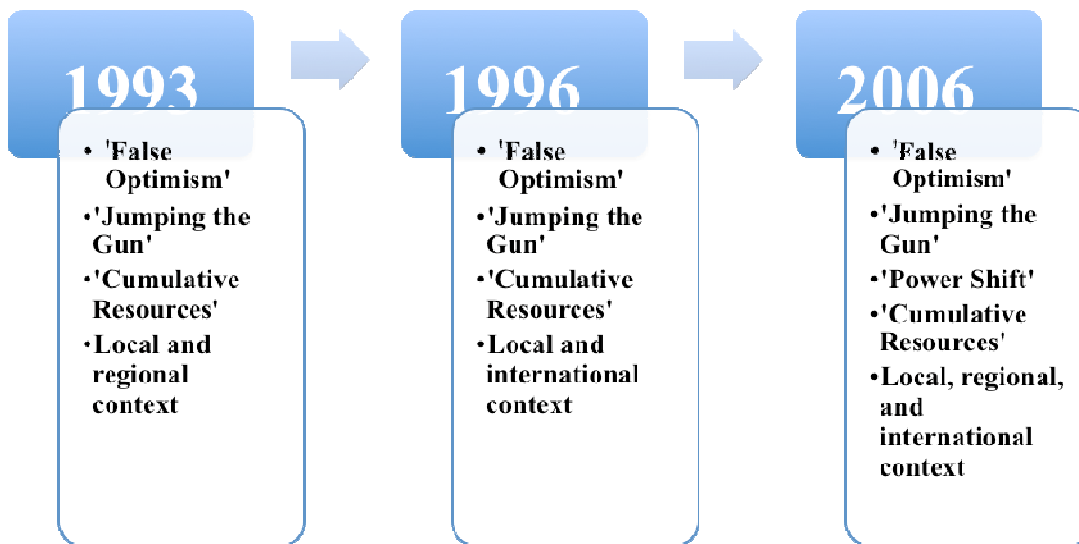 1993
• 'False
Optimism'
•'Jumping the
Gun'
•'Cumulative
Resources'
•Local and
regional
context
1996
• 'False
Optimism'
•'Jumping the
Gun'
•'Cumulative
Resources'
•Local and
international
context
2006
• 'False
Optimism'
•'Jumping the
Gun'
•'Power Shift'
•'Cumulative
Resources'
•Local, regional,
and
international
context